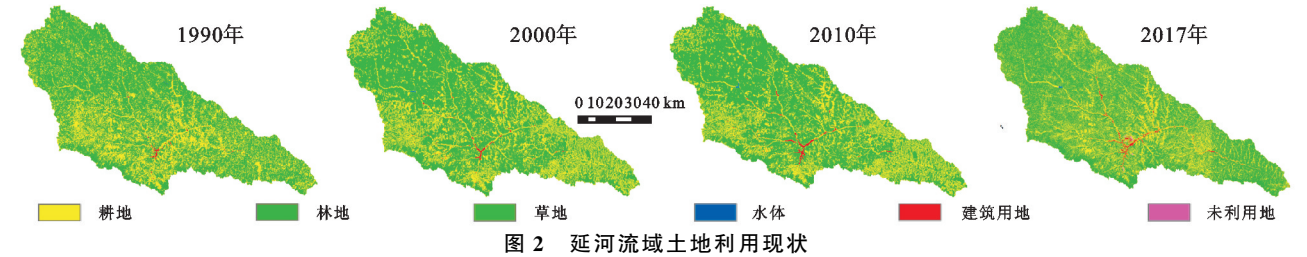 1990年
2000年
2010年
2017年
0 10203040 km
耕地
林地
草地
水体
建筑用地
未利用地
图 2 延河流域土地利用现状